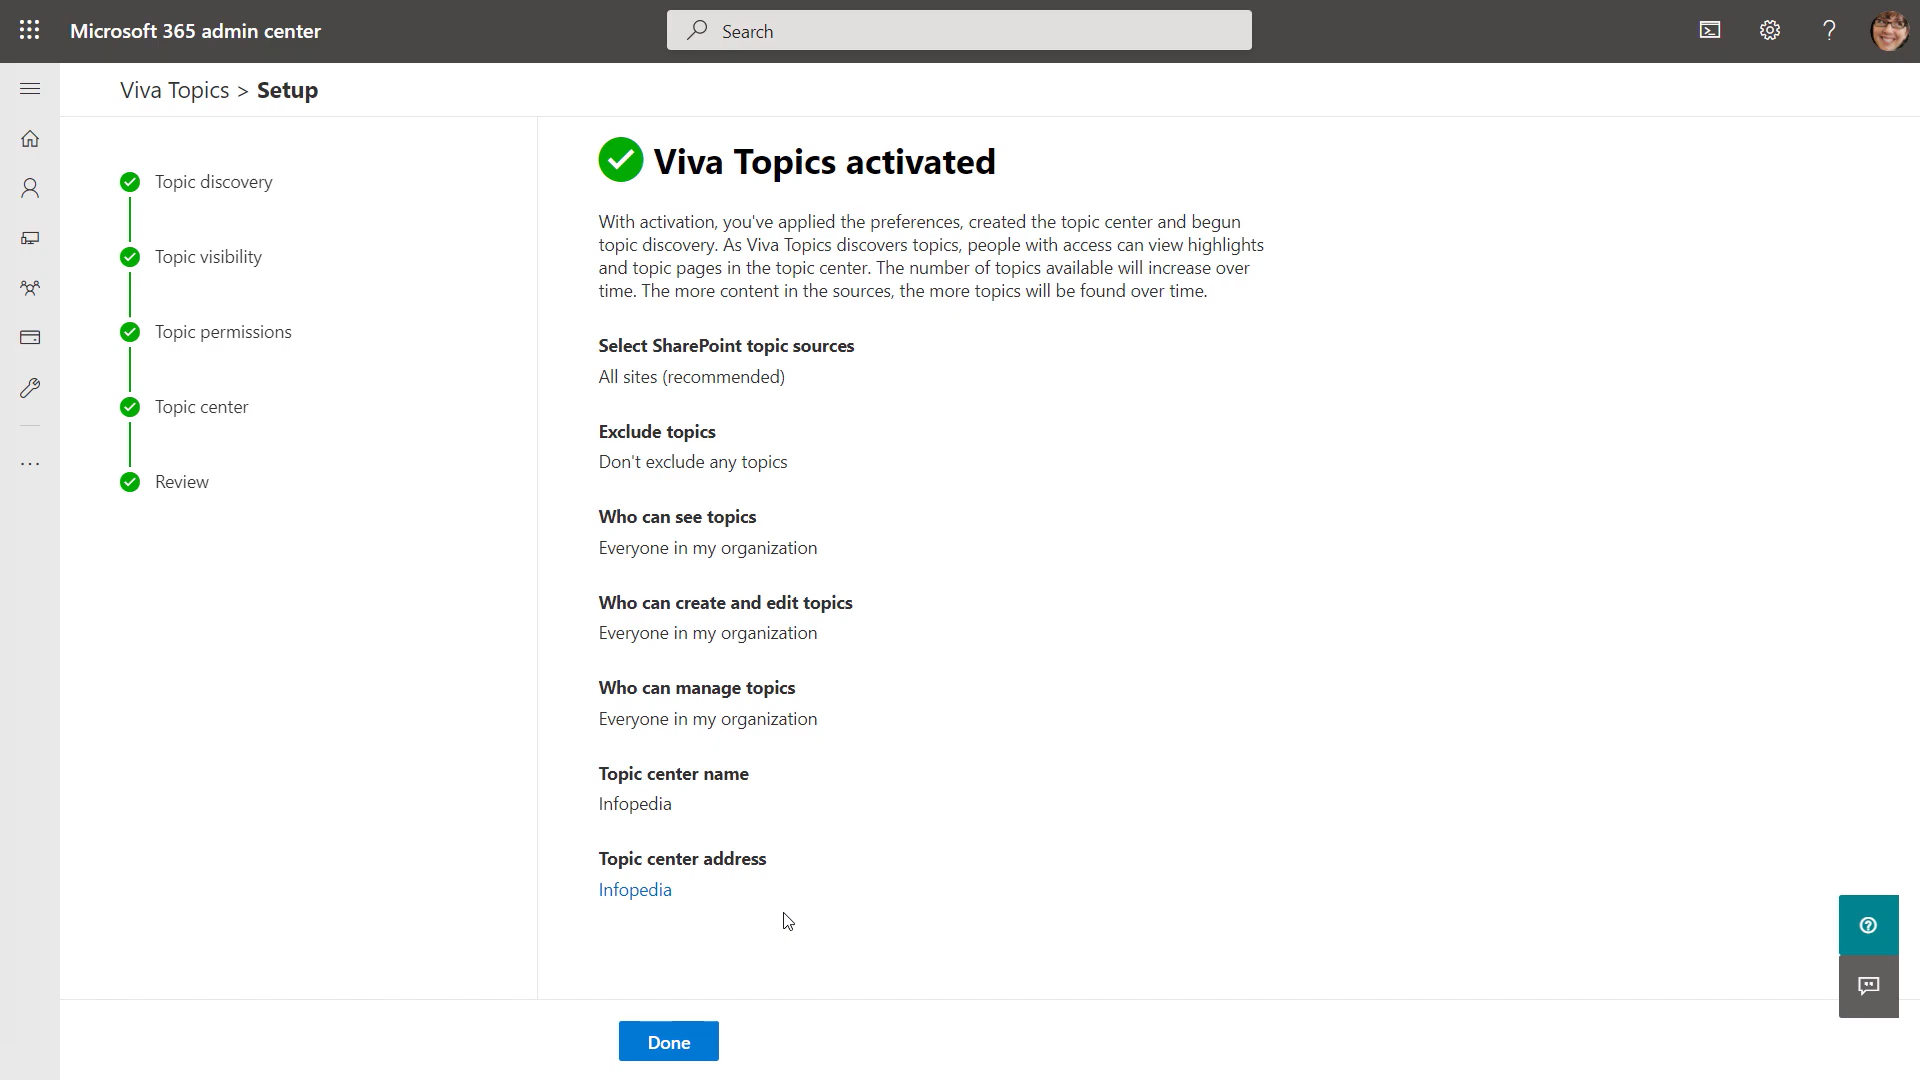 Microsoft 365 admin center
Search
Viva Topics > Setup
Topic discovery
Topic visibility
Topic permissions
Topic center
Review
Viva Topics activated
With activation, you've applied the preferences, created the topic center and begun
topic discovery. As Viva Topics discovers topics, people with access can view highlights
and topic pages in the topic center. The number of topics available will increase over
time. The more content in the sources, the more topics will be found over time.
Select SharePoint topic sources
All sites (recommended)
Exclude topics
Don't exclude any topics
Who can see topics
Everyone in my organization
Who can create and edit topics
Everyone in my organization
Who can manage topics
Everyone in my organization
Topic center name
Infopedia
Topic center address
Infopedia
Done